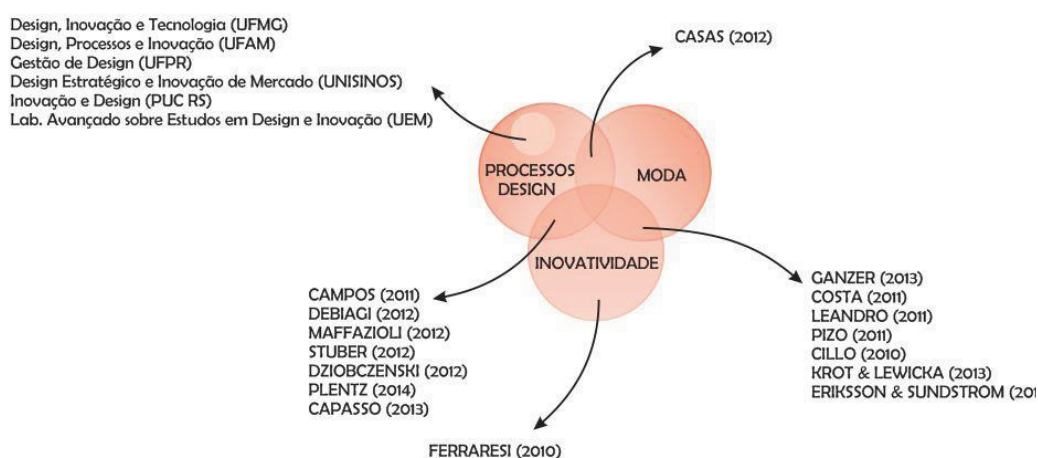 Design, Inovação e Tecnologia (UFMG)
Design, Processos e Inovação (UFAM)
Gestão de Design (UFPR)
Design Estratégico e Inovação de Mercado (UNISINOS)
Inovação e Design (PUC RS)
Lab. Avançado sobre Estudos em Design e Inovação (UEM)
CASAS (2012)
PROCESSOS
DESIGN
MODA
INOVATIVIDADE
CAMPOS (2011)
DEBIAGI (2012)
MAFFAZIOLI (2012)
STUBER (2012)
DZIOBCZENSKI (2012)
PLENTZ (2014)
CAPASSO (2013)
GANZER (2013)
COSTA (2011)
LEANDRO (2011)
PIZO (2011)
CILLO (2010)
KROT & LEWICKA (2013)
ERIKSSON & SUNDSTROM
FERRARESI (2010)